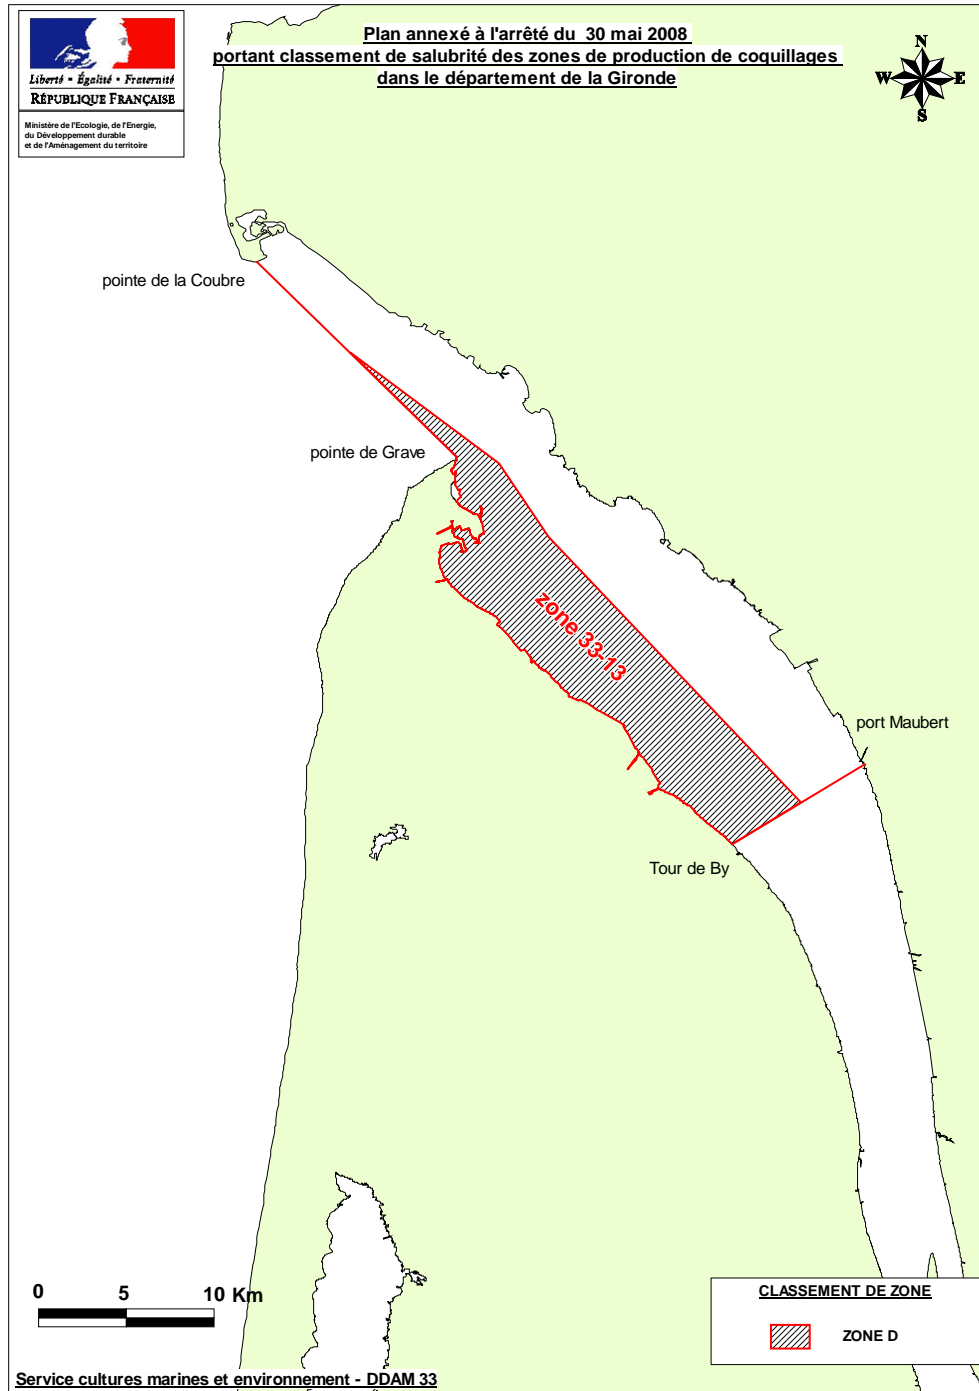 Plan annexé à l'arrêté du 30 mai 2008
portant classement de salubrité des zones de production de coquillages
dans le département de la Gironde
Liberté • Égalité • Fraternité
RÉPUBLIQUE FRANÇAISE
Ministère de l'Ecologie, de l'Energie,
du Développement durable
et de l'Aménagement du territoire
N
W E
S
pointe de la Coubre
pointe de Grave
zone 33-13
port Maubert
Tour de By
0 5 10 Km
CLASSEMENT DE ZONE
ZONE D
Service cultures marines et environnement - DDAM 33